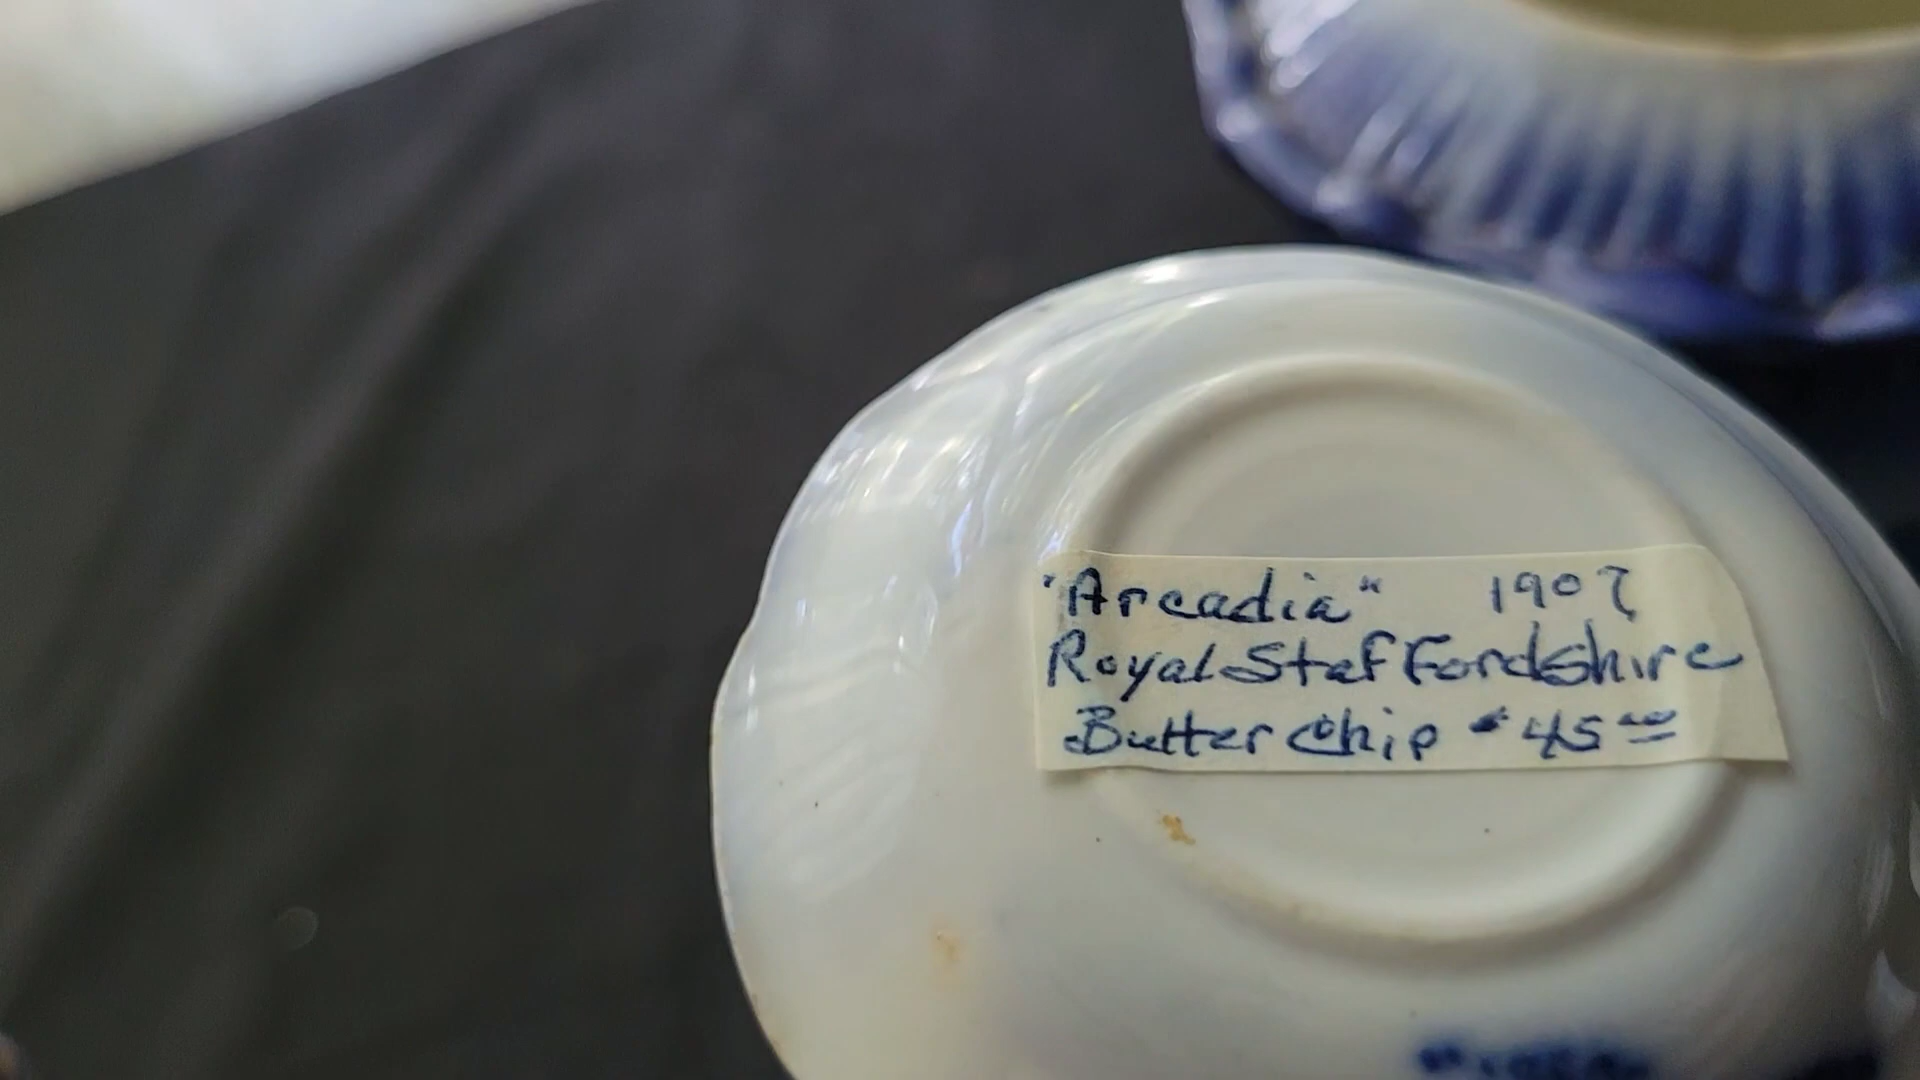 "Arcadia" 1907
Royal Staffordshire
Butter Chip $45.00